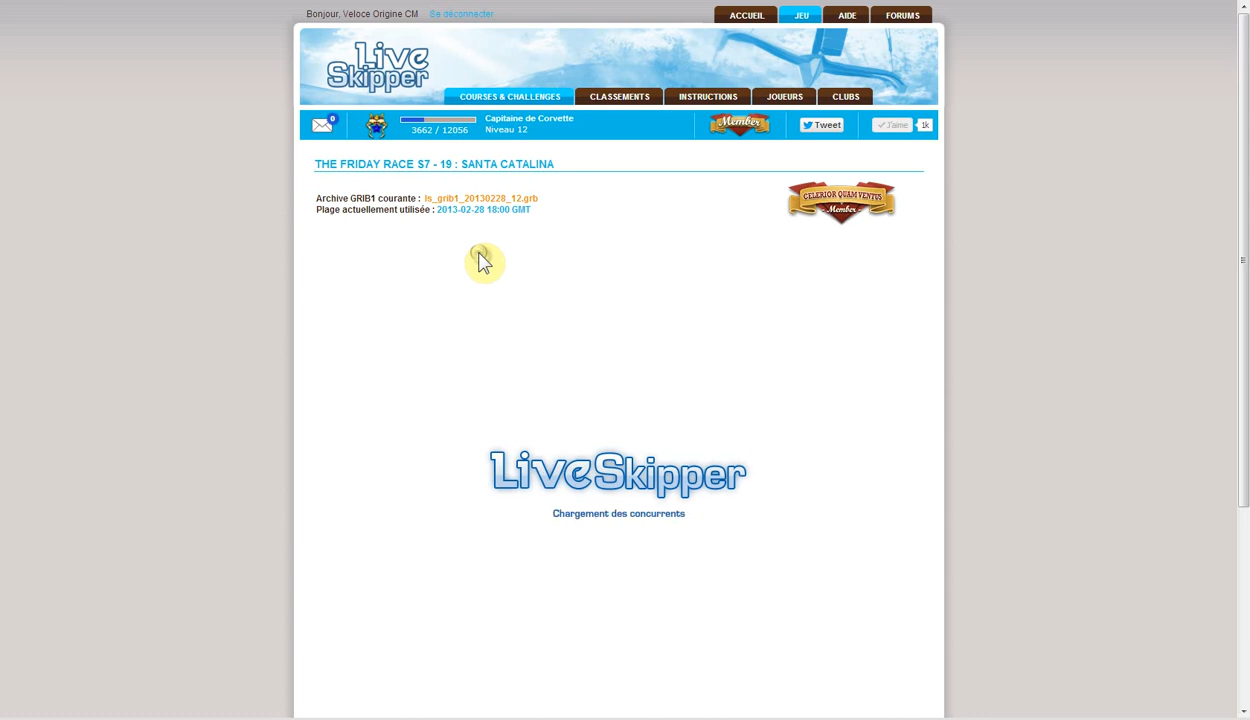 Bonjour, Veloce Origine CM Se déconnecter
ACCUEIL JEU AIDE FORUMS
Live Skipper
COURSES & CHALLENGES CLASSEMENTS INSTRUCTIONS JOUEURS CLUBS
0
3662 / 12056
Capitaine de Corvette
Niveau 12
Member
Tweet
J'aime 1k
THE FRIDAY RACE S7 - 19 : SANTA CATALINA
Archive GRIB1 courante : ls_grib1_20130228_12.grb
Plage actuellement utilisée : 2013-02-28 18:00 GMT
CELERIOR QUAM VENTUS
- Member -
LiveSkipper
Chargement des concurrents